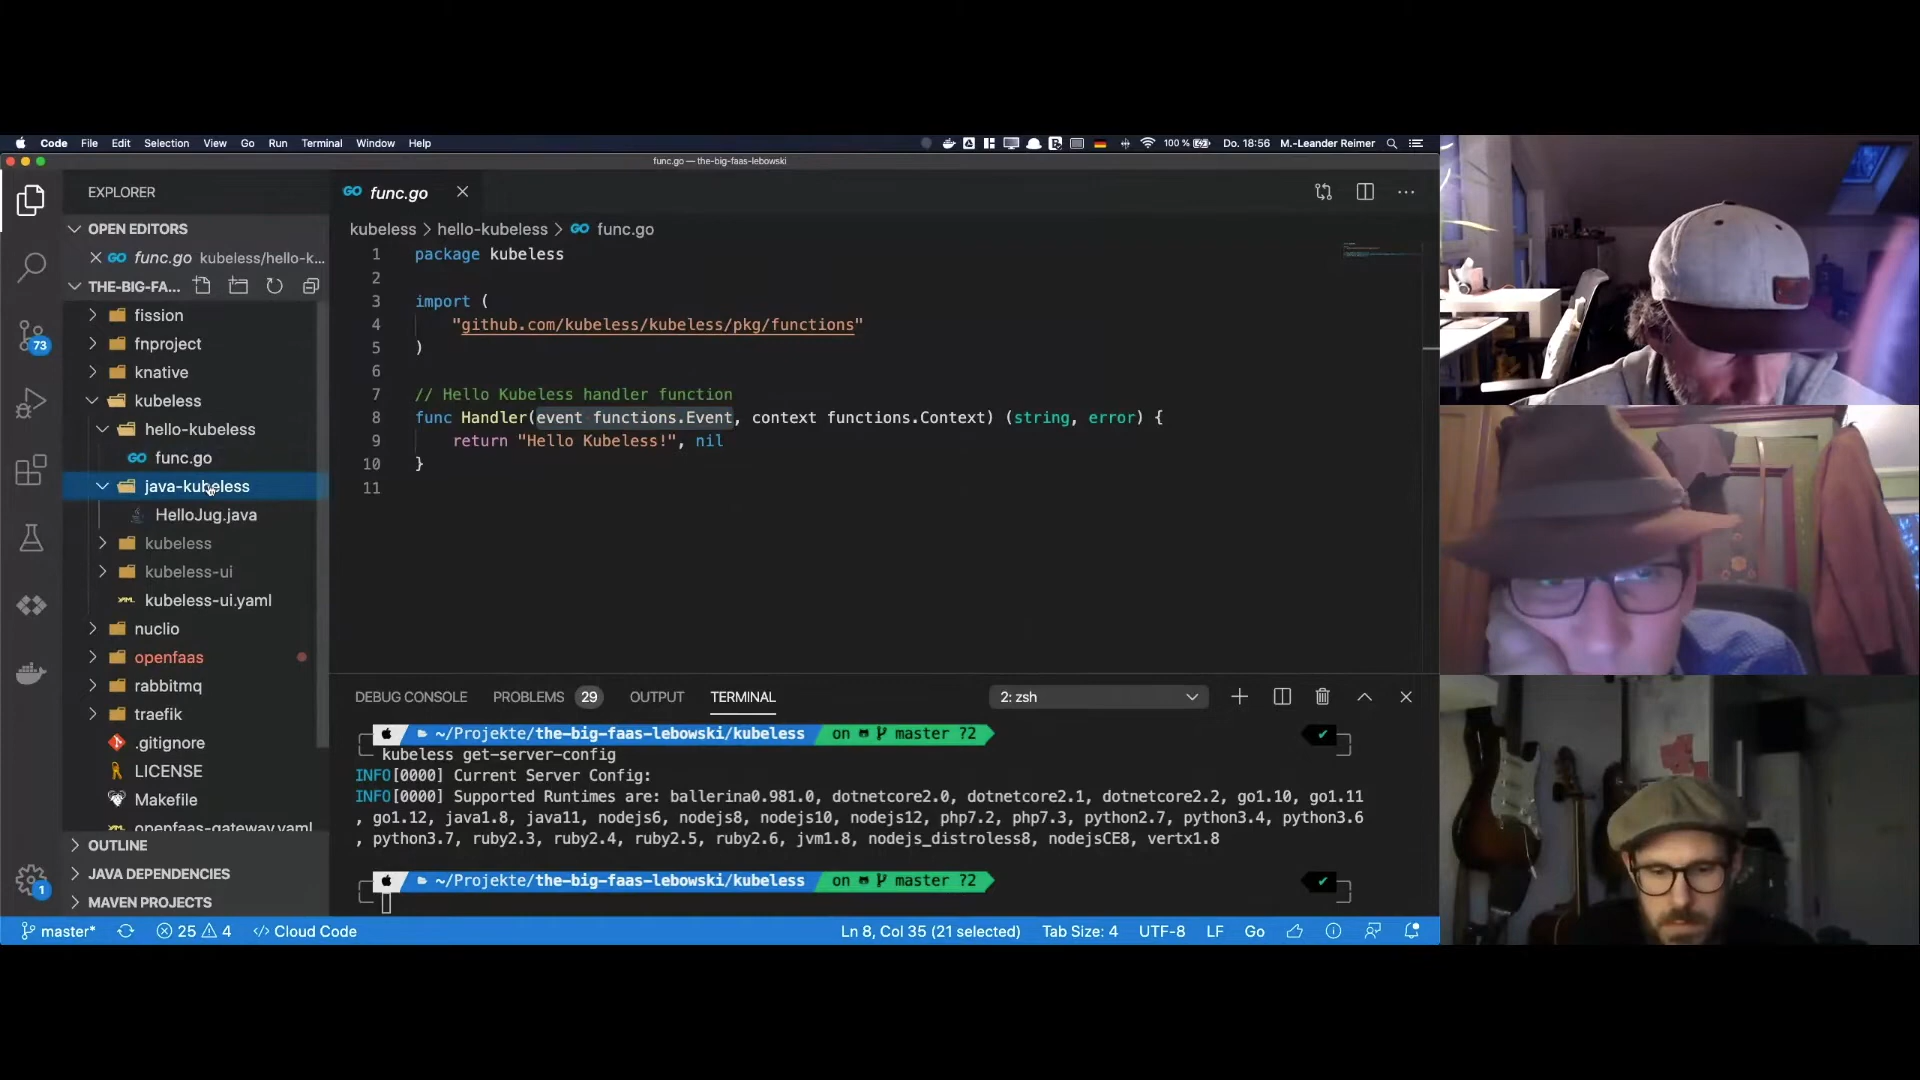 Code File Edit Selection View Go Run Terminal Window Help
100 % Do. 18:56 M.-Leander Reimer
func.go — the-big-faas-lebowski
EXPLORER
OPEN EDITORS
func.go kubeless/hello-k...
THE-BIG-FA...
fission
fnproject
knative
kubeless
hello-kubeless
func.go
java-kubeless
HelloJug.java
kubeless
kubeless-ui
kubeless-ui.yaml
nuclio
openfaas
rabbitmq
traefik
.gitignore
LICENSE
Makefile
openfaas-gateway.yaml
OUTLINE
JAVA DEPENDENCIES
MAVEN PROJECTS
73
1
GO func.go
kubeless > hello-kubeless > GO func.go
1 package kubeless
2
3 import (
4 "github.com/kubeless/kubeless/pkg/functions"
5 )
6
7 // Hello Kubeless handler function
8 func Handler(event functions.Event, context functions.Context) (string, error) {
9 return "Hello Kubeless!", nil
10 }
11
DEBUG CONSOLE PROBLEMS 29 OUTPUT TERMINAL 2: zsh
~/Projekte/the-big-faas-lebowski/kubeless on master ?2
kubeless get-server-config
INFO[0000] Current Server Config:
INFO[0000] Supported Runtimes are: ballerina0.981.0, dotnetcore2.0, dotnetcore2.1, dotnetcore2.2, go1.10, go1.11
, go1.12, java1.8, java11, nodejs6, nodejs8, nodejs10, nodejs12, php7.2, php7.3, python2.7, python3.4, python3.6
, python3.7, ruby2.3, ruby2.4, ruby2.5, ruby2.6, jvm1.8, nodejs_distroless8, nodejsCE8, vertx1.8
~/Projekte/the-big-faas-lebowski/kubeless on master ?2
master* 25 4 Cloud Code Ln 8, Col 35 (21 selected) Tab Size: 4 UTF-8 LF Go